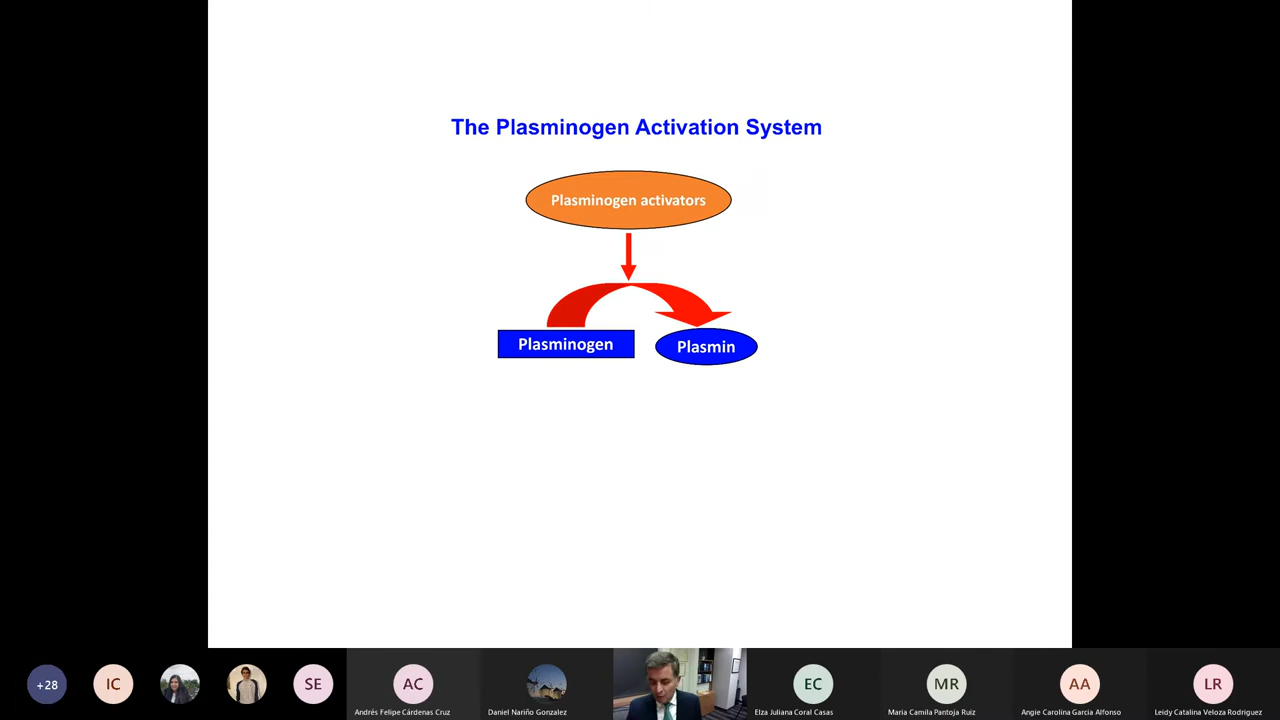 The Plasminogen Activation System
Plasminogen activators
Plasminogen
Plasmin
+28
IC
SE
AC
EC
MR
AA
LR
Andrés Felipe Cárdenas Cruz
Daniel Nariño Gonzalez
Elza Juliana Coral Casas
Maria Camila Pantoja Ruiz
Angie Carolina Garcia Alfonso
Leidy Catalina Veloza Rodriguez